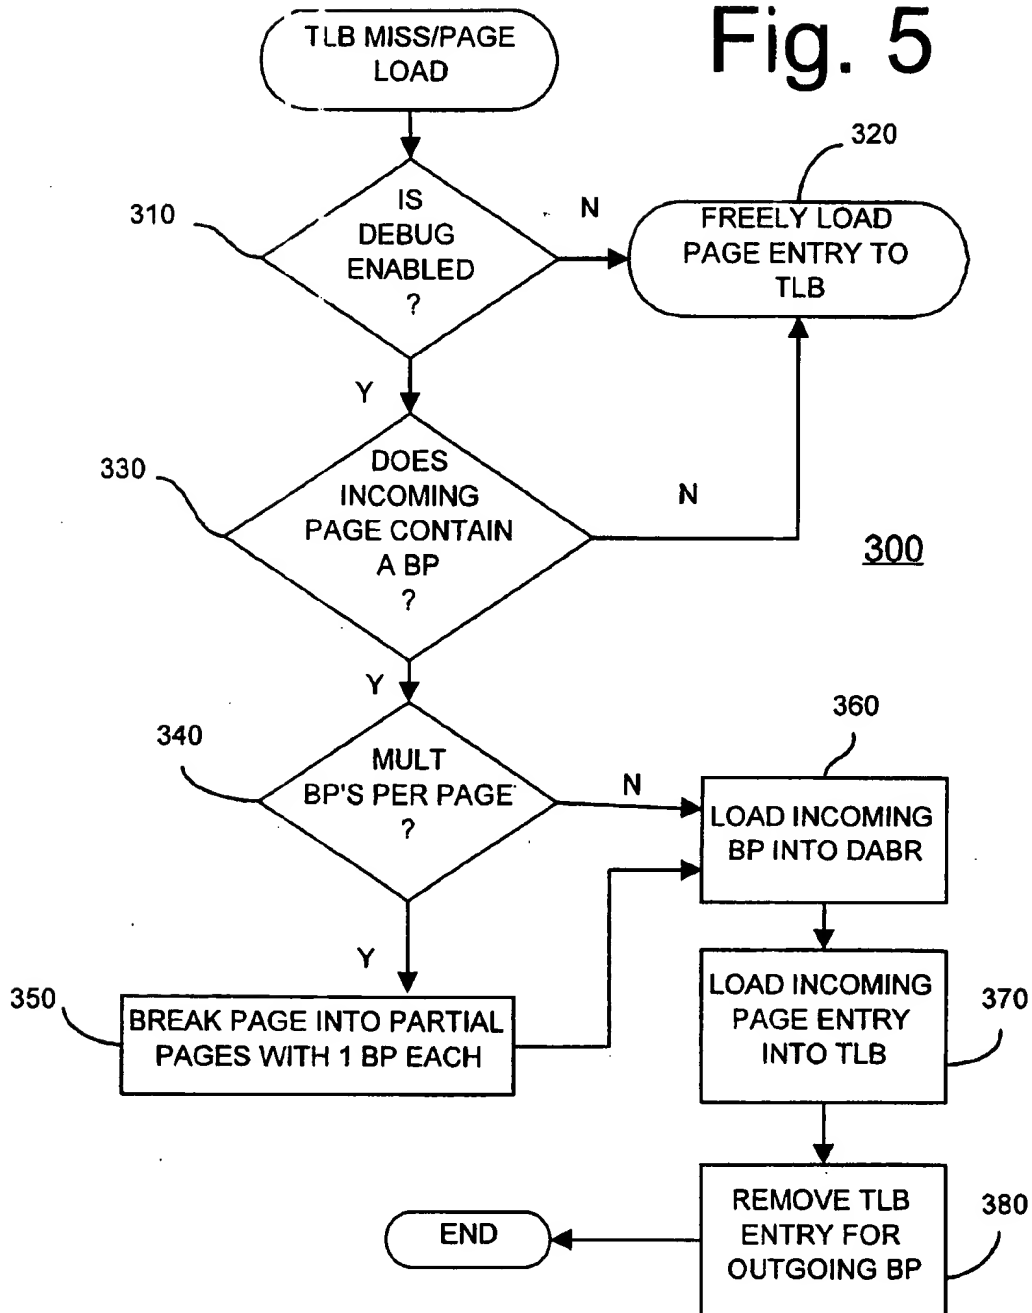 Fig. 5
TLB MISS/PAGE
LOAD
320
310
IS
DEBUG
ENABLED
?
N
FREELY LOAD
PAGE ENTRY TO
TLB
Y
330
DOES
INCOMING
PAGE CONTAIN
A BP
?
N
300
Y
340
MULT
BP'S PER PAGE
?
N
360
LOAD INCOMING
BP INTO DABR
Y
350
BREAK PAGE INTO PARTIAL
PAGES WITH 1 BP EACH
LOAD INCOMING
PAGE ENTRY
INTO TLB
370
REMOVE TLB
ENTRY FOR
OUTGOING BP
380
END